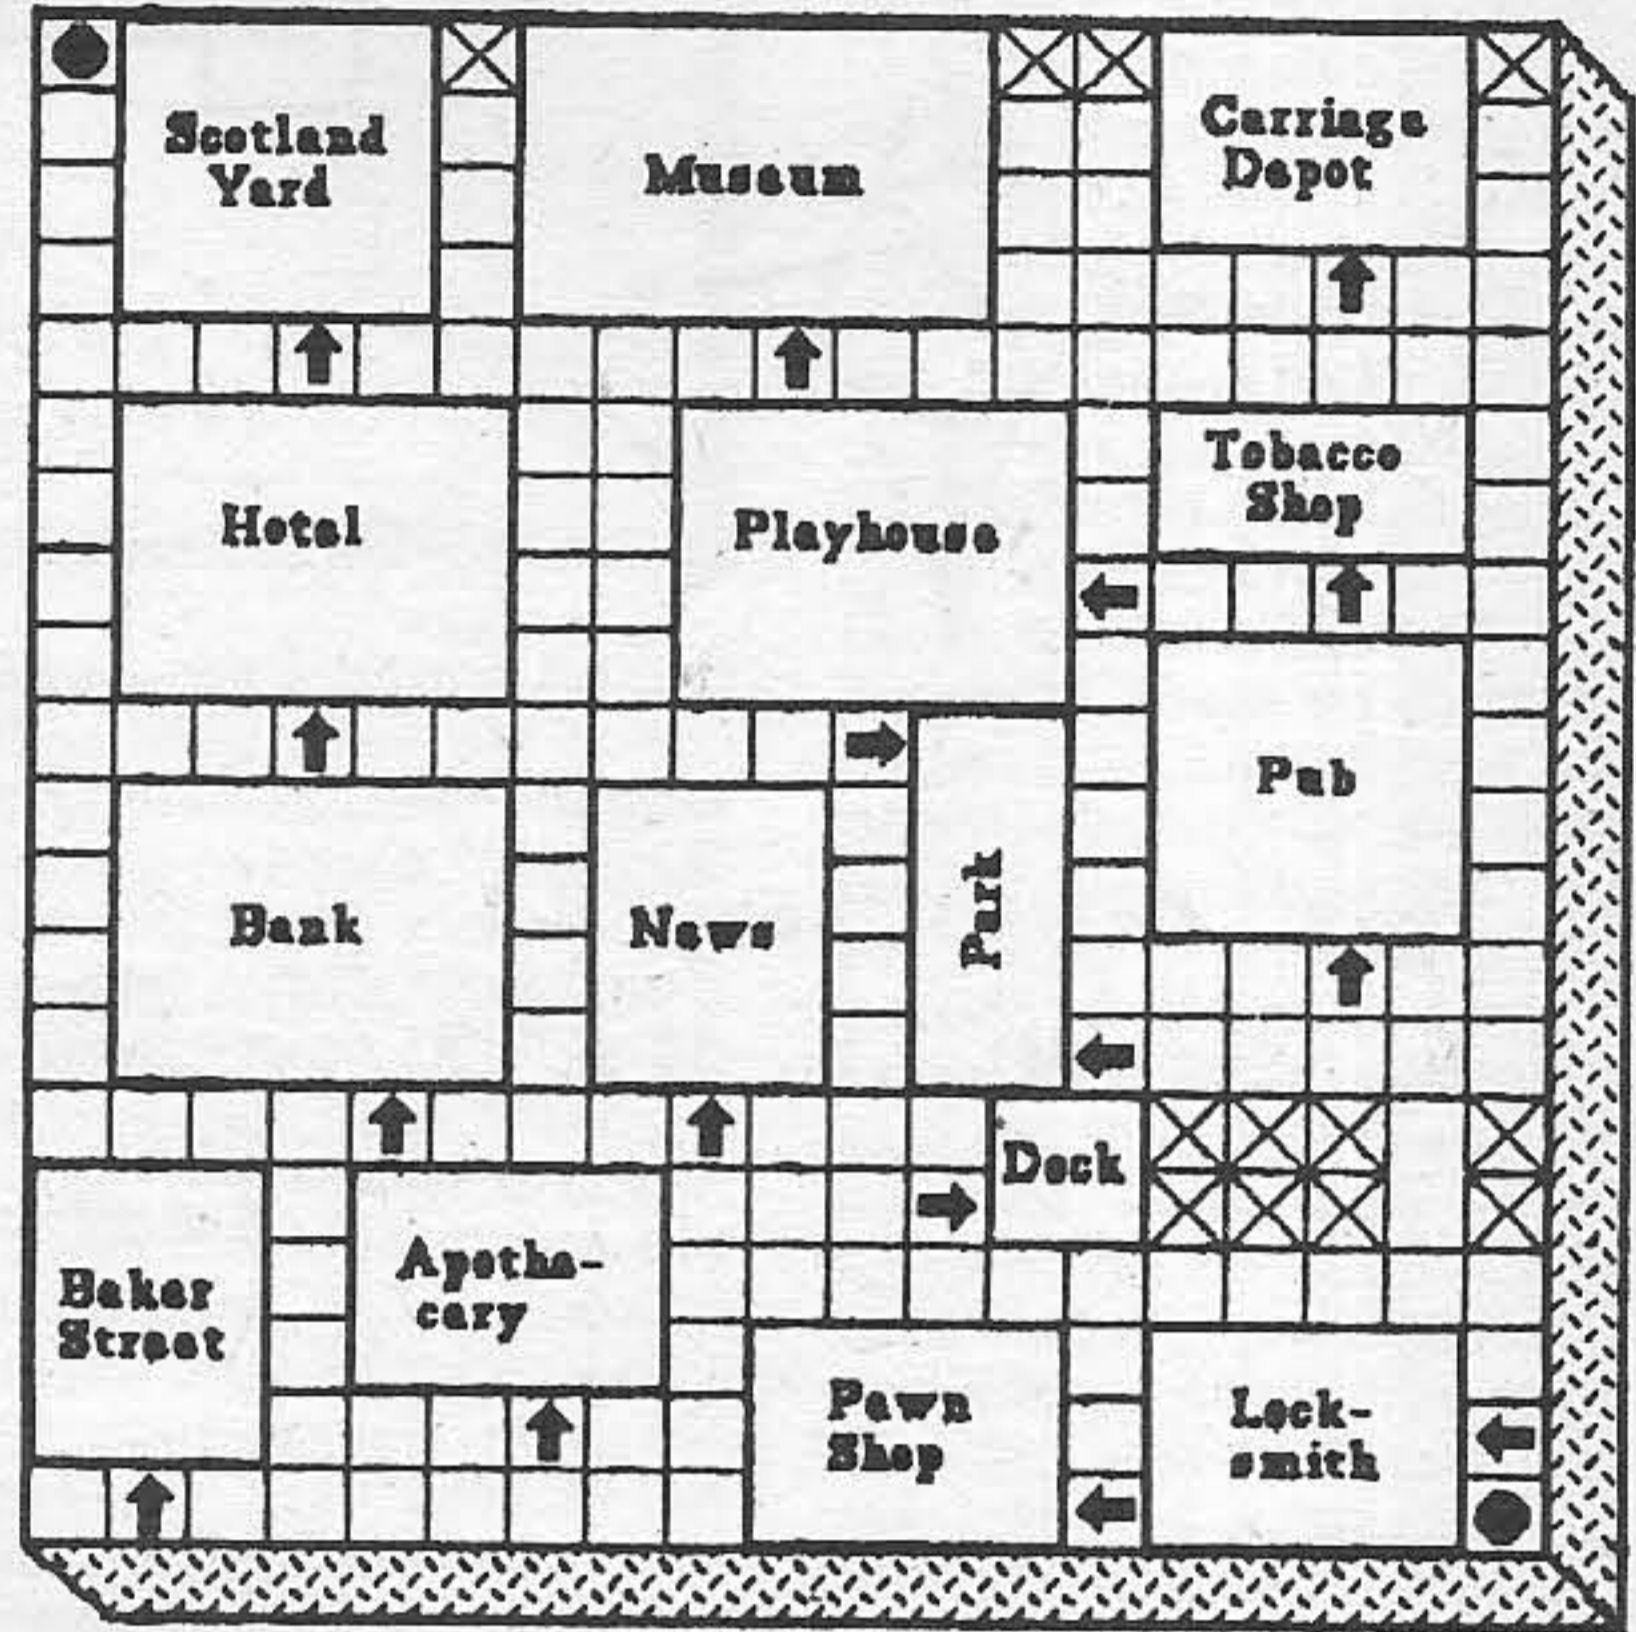 Scotland
Yard
Museum
Carriage
Depot
Hotel
Playhouse
Tobacco
Shop
Bank
News
Park
Pub
Baker
Street
Apothe-
cary
Dock
Pawn
Shop
Lock-
smith